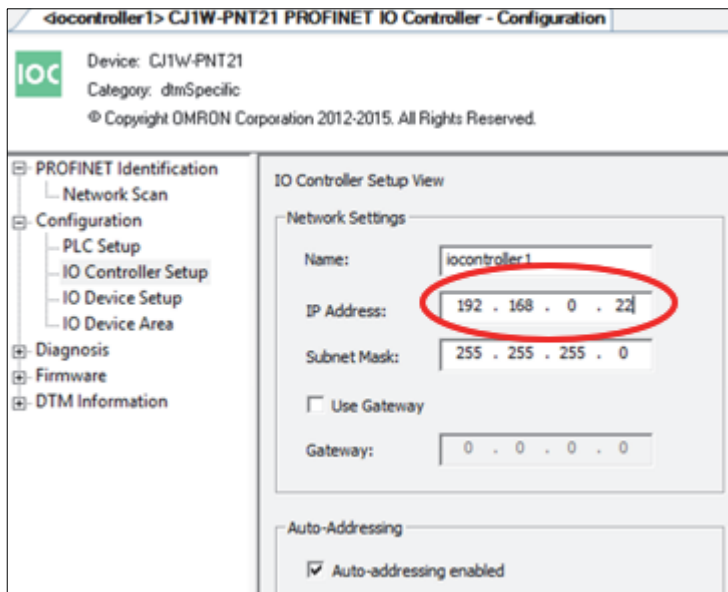 <iocontroller1> CJ1W-PNT21 PROFINET IO Controller - Configuration
IOC
Device: CJ1W-PNT21
Category: dtmSpecific
© Copyright OMRON Corporation 2012-2015. All Rights Reserved.
PROFINET Identification
Network Scan
Configuration
PLC Setup
IO Controller Setup
IO Device Setup
IO Device Area
Diagnosis
Firmware
DTM Information
IO Controller Setup View
Network Settings
Name: iocontroller1
IP Address: 192 . 168 . 0 . 22
Subnet Mask: 255 . 255 . 255 . 0
Use Gateway
Gateway: 0 . 0 . 0 . 0
Auto-Addressing
Auto-addressing enabled